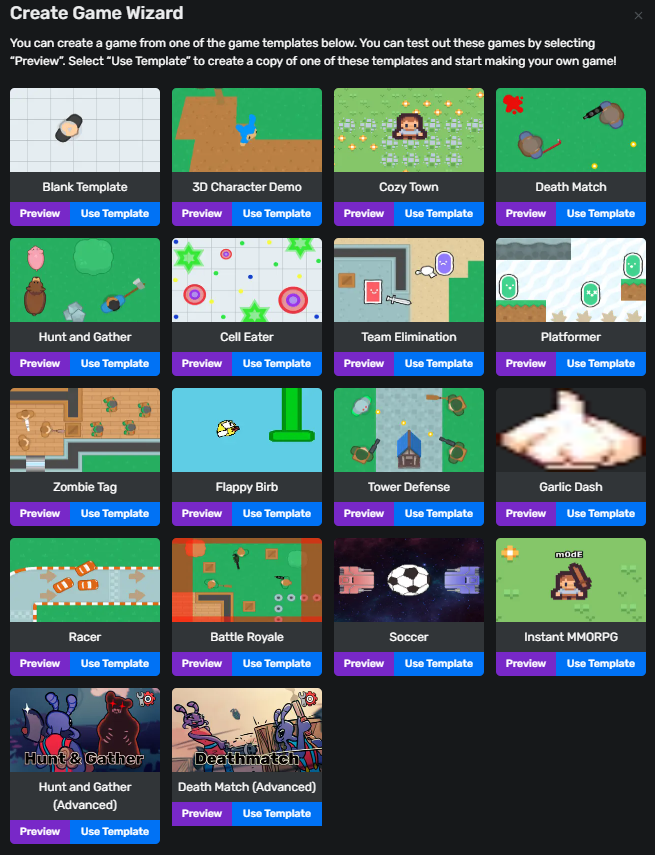 Create Game Wizard
×
You can create a game from one of the game templates below. You can test out these games by selecting
“Preview”. Select “Use Template” to create a copy of one of these templates and start making your own game!
Blank Template
Preview Use Template
3D Character Demo
Preview Use Template
Cozy Town
Preview Use Template
Death Match
Preview Use Template
Hunt and Gather
Preview Use Template
Cell Eater
Preview Use Template
Team Elimination
Preview Use Template
Platformer
Preview Use Template
Zombie Tag
Preview Use Template
Flappy Birb
Preview Use Template
Tower Defense
Preview Use Template
Garlic Dash
Preview Use Template
Racer
Preview Use Template
Battle Royale
Preview Use Template
Soccer
Preview Use Template
m0dE
Instant MMORPG
Preview Use Template
Hunt & Gather
Hunt and Gather
(Advanced)
Preview Use Template
Deathmatch
Death Match (Advanced)
Preview Use Template